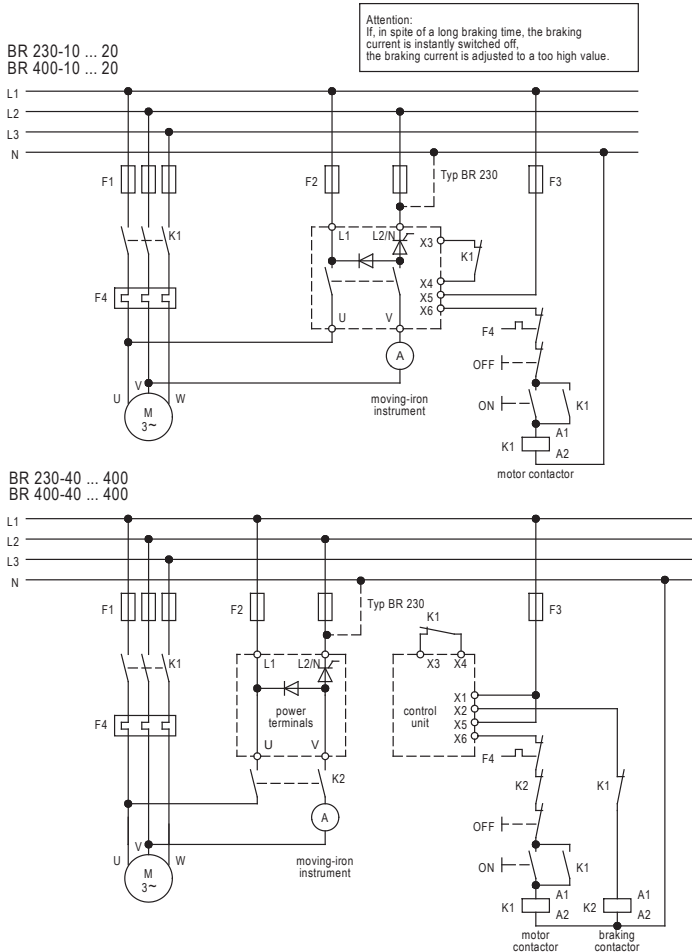 Attention:
If, in spite of a long braking time, the braking
current is instantly switched off,
the braking current is adjusted to a too high value.
BR 230-10 ... 20
BR 400-10 ... 20
L1
L2
L3
N
F1
F2
Typ BR 230
F3
K1
L1
L2/N
X3
K1
X4
X5
X6
F4
U
V
F4
A
OFF
U
V
W
M
3~
moving-iron
instrument
ON
K1
K1
A1
A2
motor contactor
BR 230-40 ... 400
BR 400-40 ... 400
L1
L2
L3
N
F1
F2
Typ BR 230
F3
K1
K1
L1
L2/N
X3
X4
power
terminals
control
unit
X1
X2
X5
X6
F4
U
V
F4
K2
K2
K1
A
OFF
U
V
W
M
3~
moving-iron
instrument
ON
K1
K1
A1
A2
K2
A1
A2
motor
contactor
braking
contactor